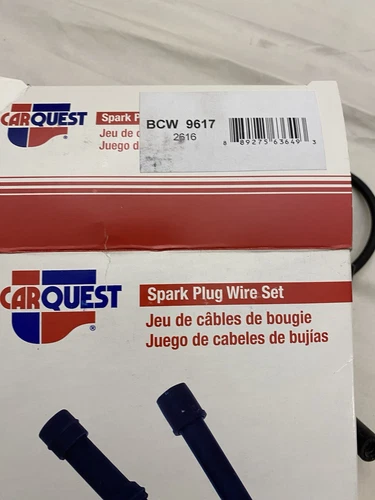 CARQUEST
Spark P
Jeu de c
Juego d
BCW 9617
2616
8 89275 63649 3
CARQUEST
®
Spark Plug Wire Set
Jeu de câbles de bougie
Juego de cabeles de bujías